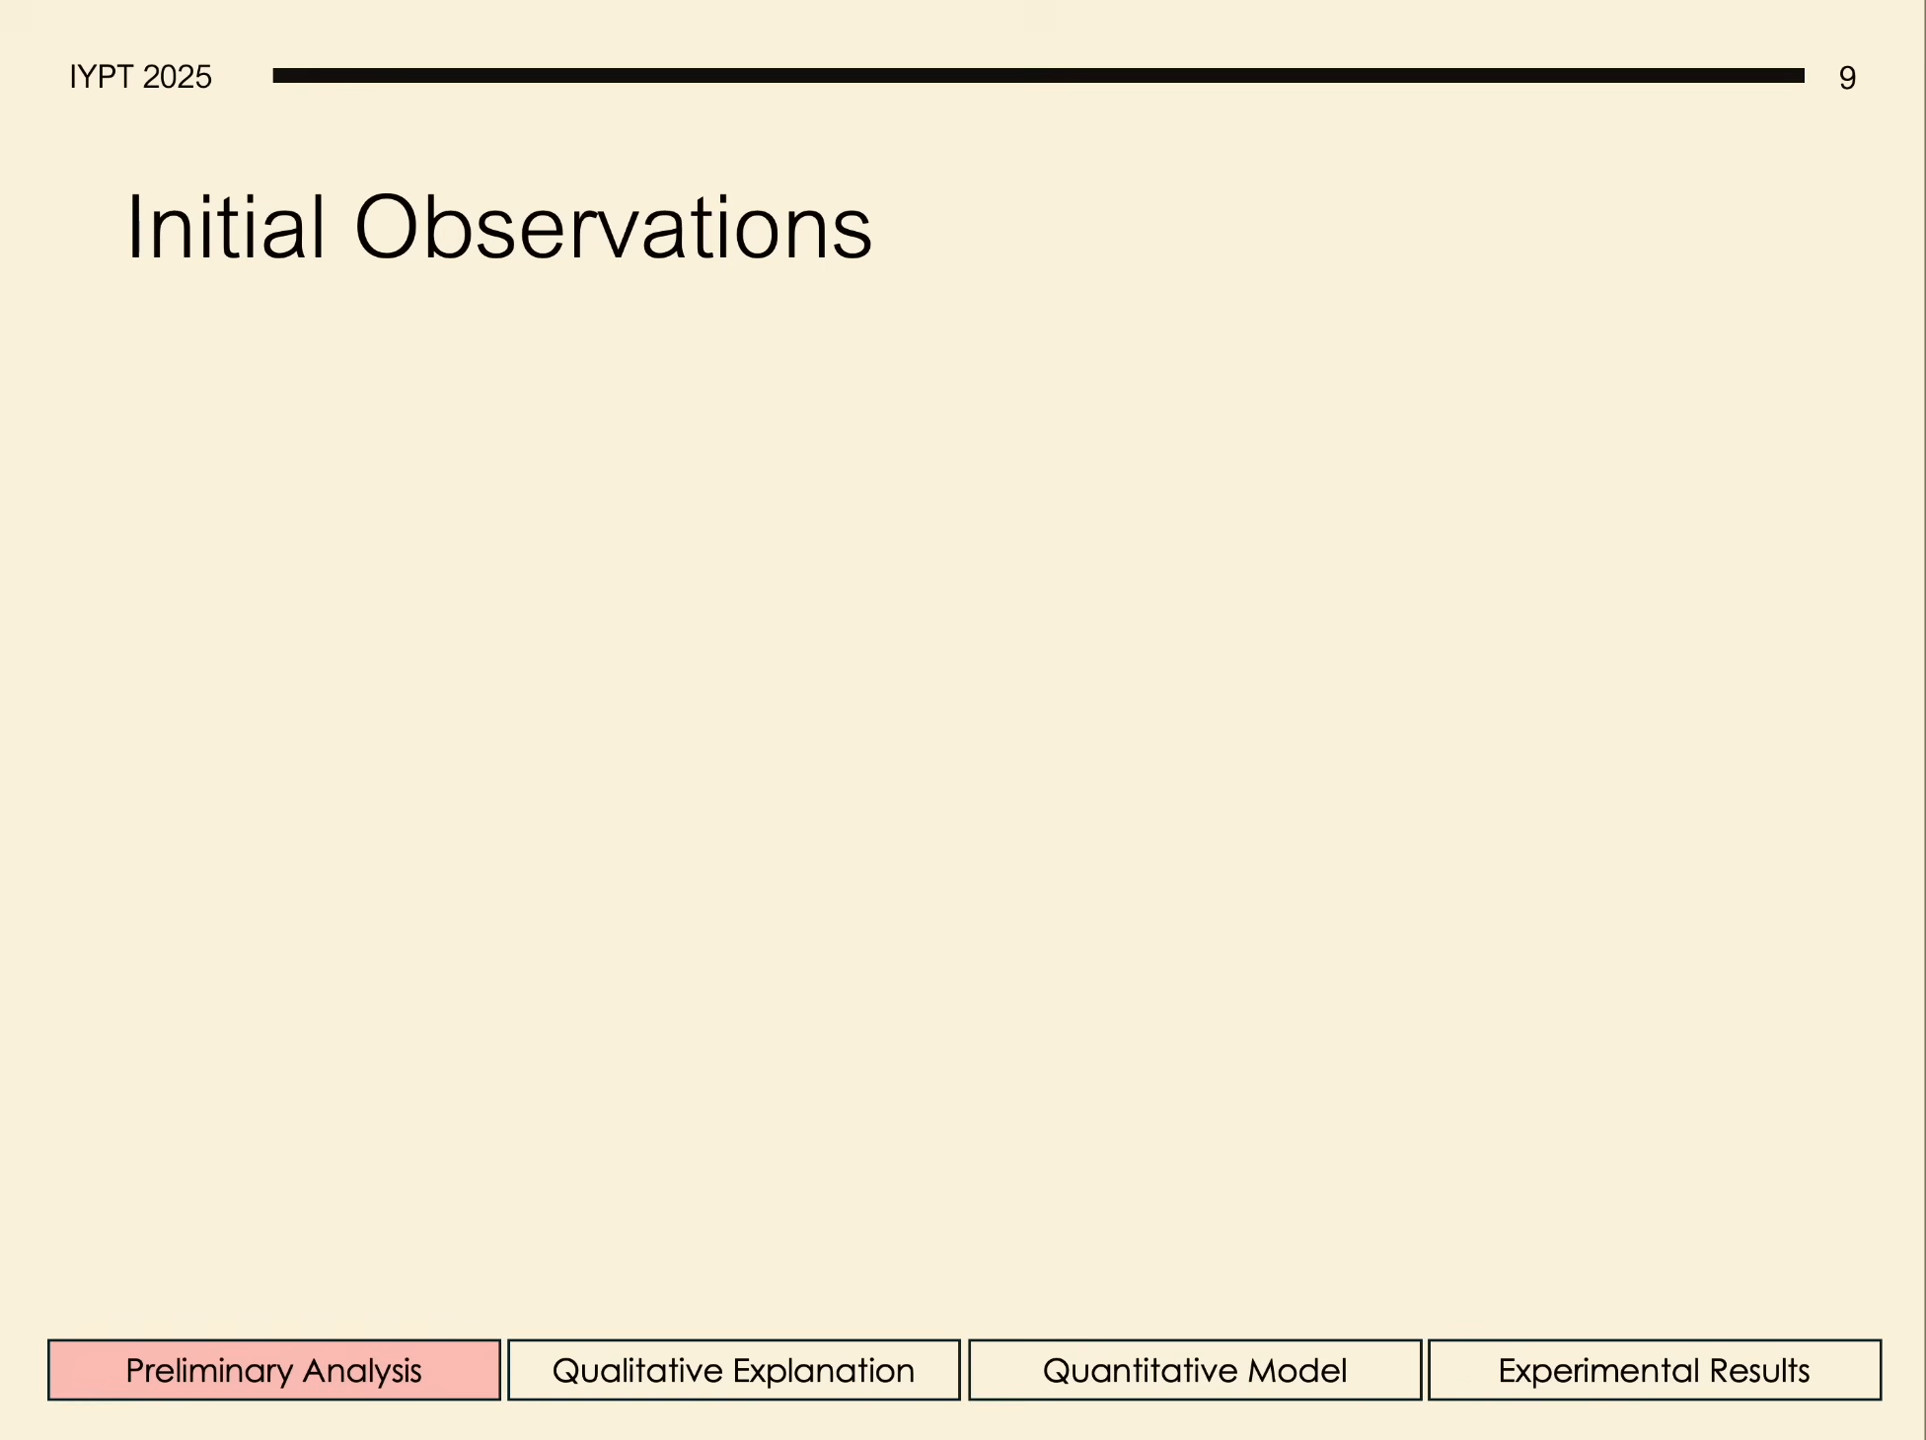 IYPT 2025
9
Initial Observations
Preliminary Analysis
Qualitative Explanation
Quantitative Model
Experimental Results